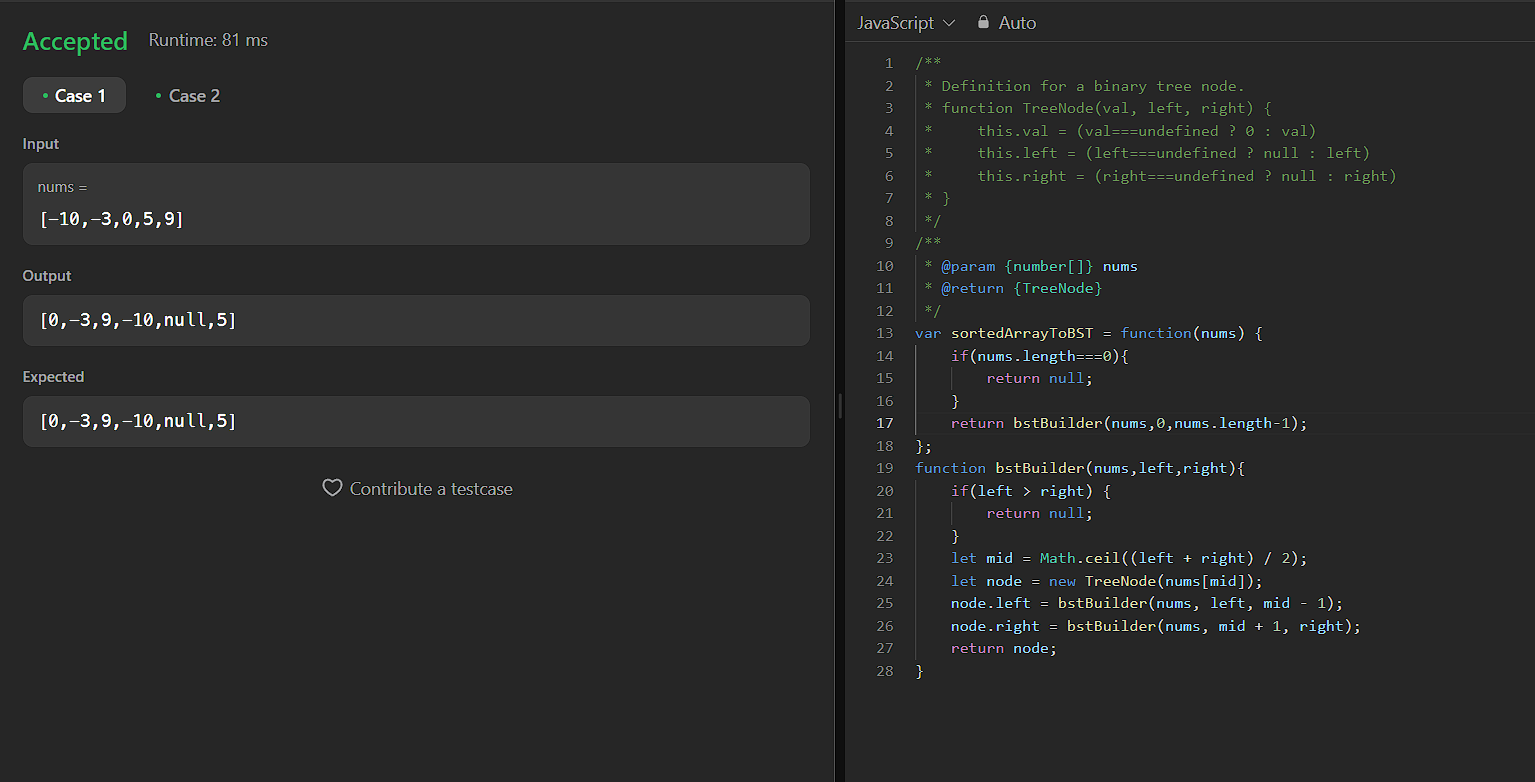 Accepted Runtime: 81 ms
• Case 1 • Case 2
Input
nums =
[-10,-3,0,5,9]
Output
[0,-3,9,-10,null,5]
Expected
[0,-3,9,-10,null,5]
Contribute a testcase
JavaScript Auto
1 /**
2  * Definition for a binary tree node.
3  * function TreeNode(val, left, right) {
4  *     this.val = (val===undefined ? 0 : val)
5  *     this.left = (left===undefined ? null : left)
6  *     this.right = (right===undefined ? null : right)
7  * }
8  */
9 /**
10  * @param {number[]} nums
11  * @return {TreeNode}
12  */
13 var sortedArrayToBST = function(nums) {
14     if(nums.length===0){
15         return null;
16     }
17     return bstBuilder(nums,0,nums.length-1);
18 };
19 function bstBuilder(nums,left,right){
20     if(left > right) {
21         return null;
22     }
23     let mid = Math.ceil((left + right) / 2);
24     let node = new TreeNode(nums[mid]);
25     node.left = bstBuilder(nums, left, mid - 1);
26     node.right = bstBuilder(nums, mid + 1, right);
27     return node;
28 }